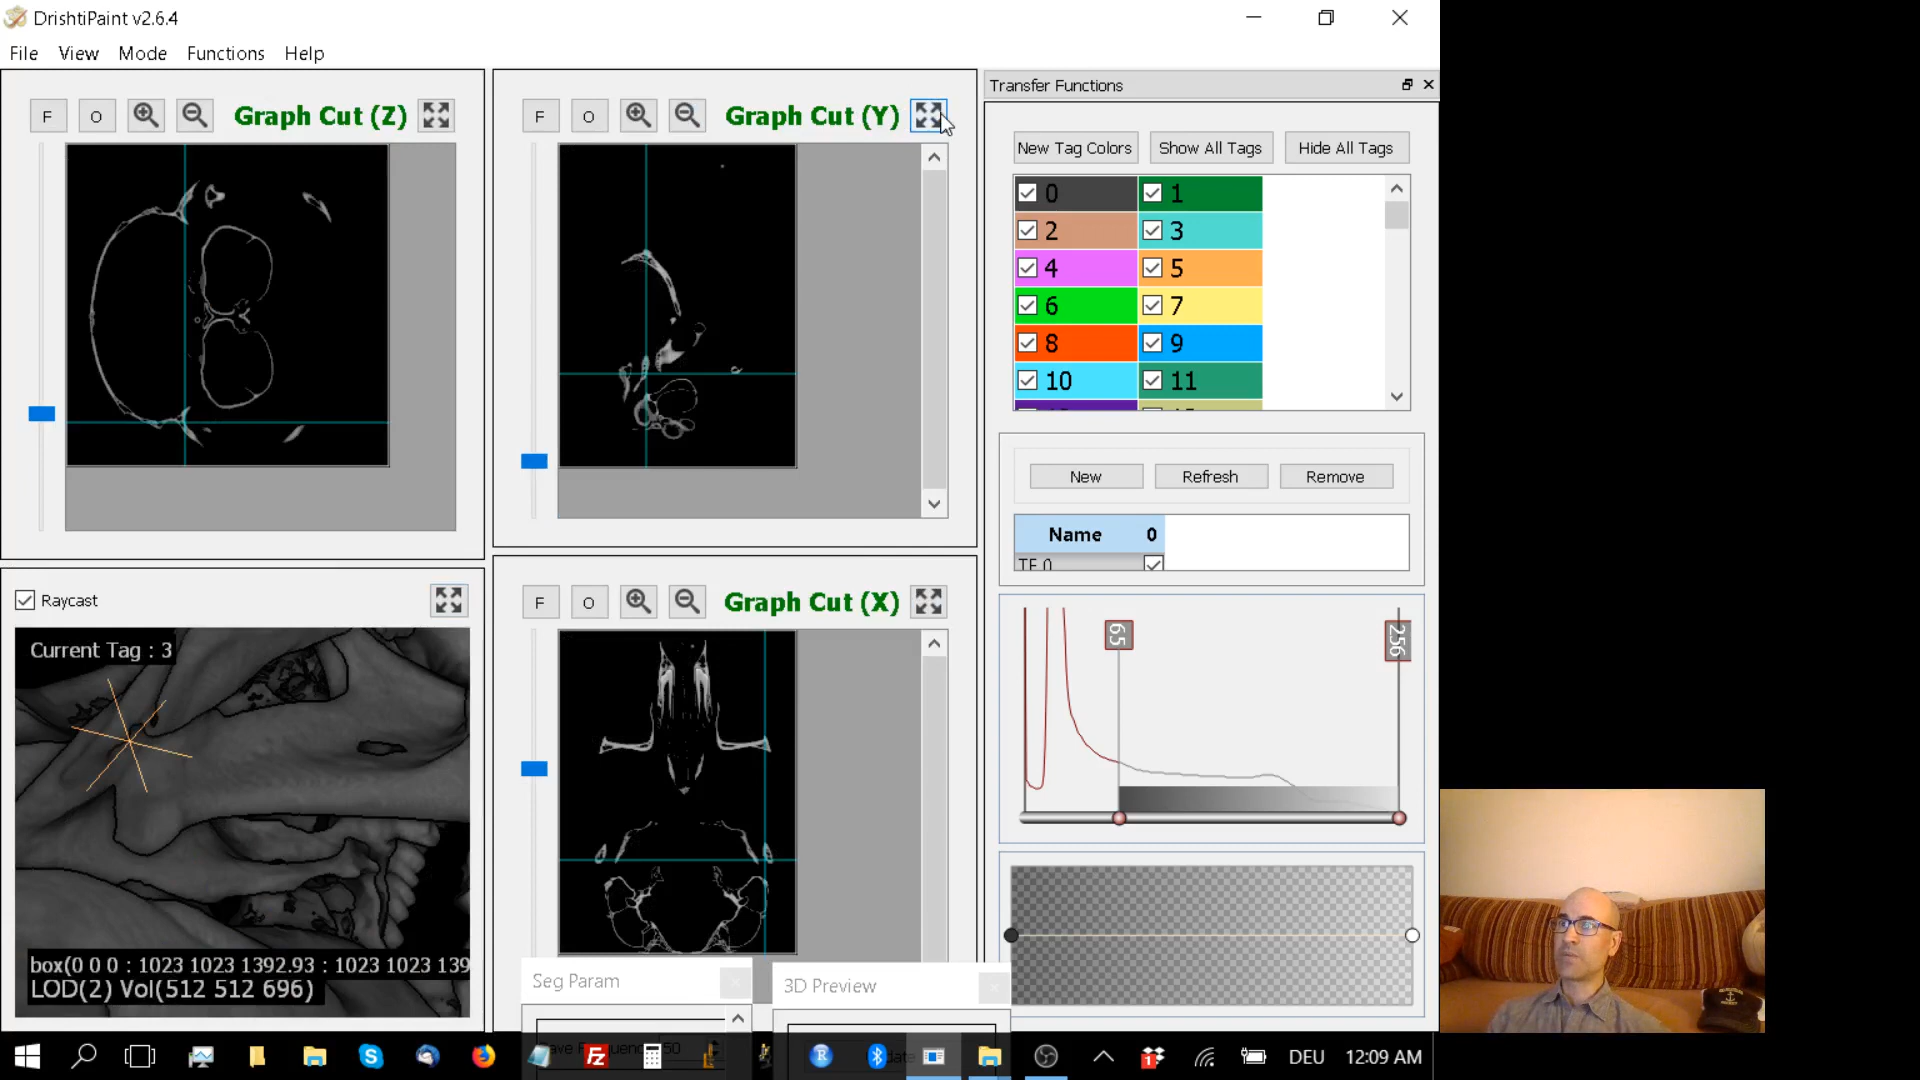 DrishtiPaint v2.6.4
File View Mode Functions Help
F O Graph Cut (Z)
F O Graph Cut (Y)
Transfer Functions
New Tag Colors Show All Tags Hide All Tags
0 1
2 3
4 5
6 7
8 9
10 11
New Refresh Remove
Name 0
TF 0
Raycast
Current Tag : 3
box(0 0 0 : 1023 1023 1392.93 : 1023 1023 139
LOD(2) Vol(512 512 696)
F O Graph Cut (X)
65
256
Seg Param
3D Preview
DEU 12:09 AM